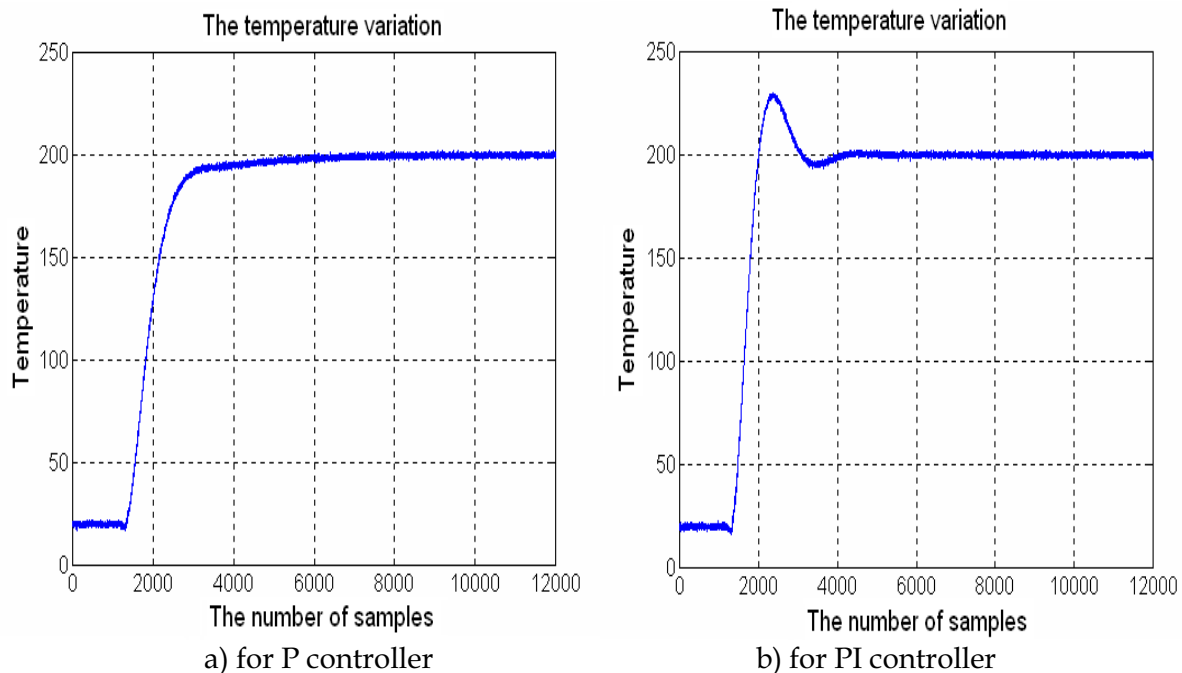 The temperature variation
250
200
150
100
50
0
Temperature
0 2000 4000 6000 8000 10000 12000
The number of samples
a) for P controller
The temperature variation
250
200
150
100
50
0
Temperature
0 2000 4000 6000 8000 10000 12000
The number of samples
b) for PI controller